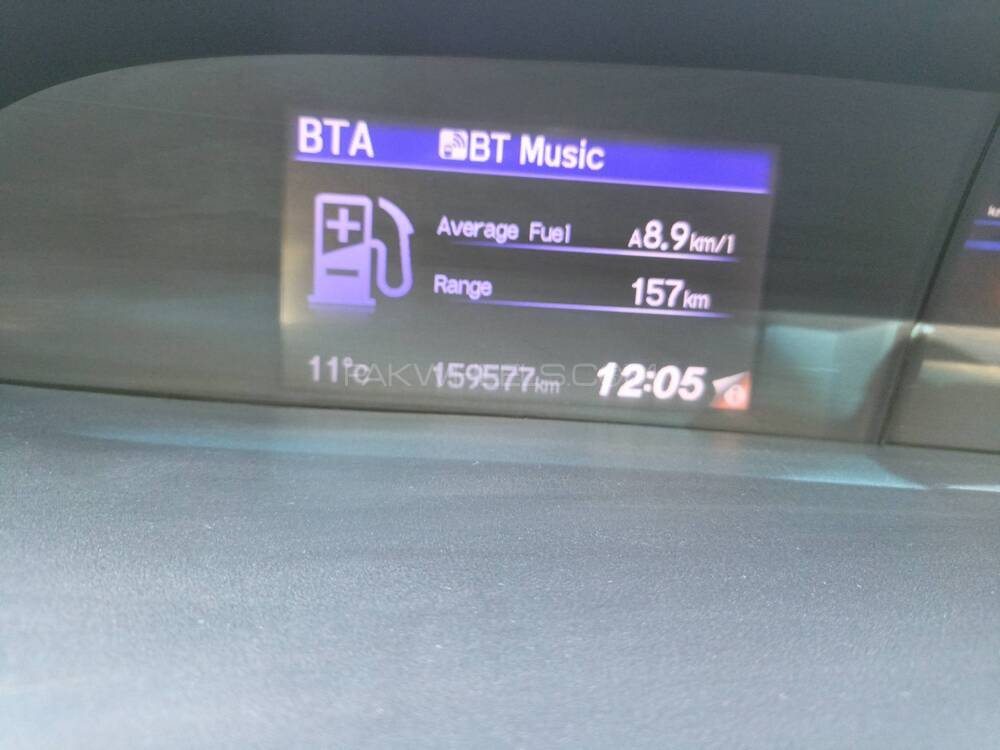 BTA BT Music
Average Fuel A8.9km/l
Range 157km
11°c 159577km 12:05